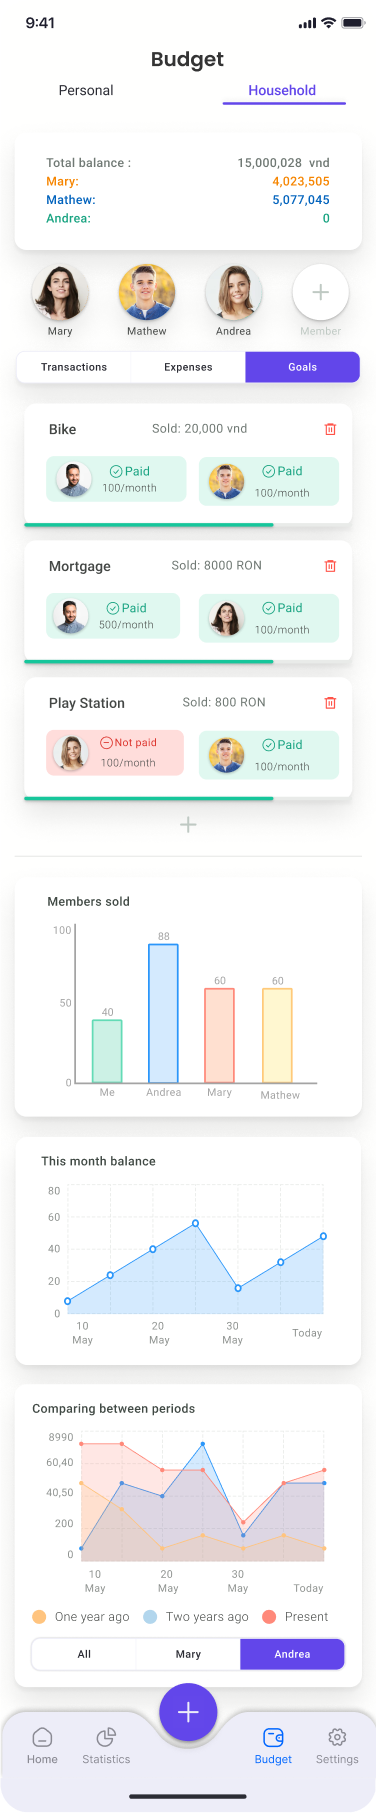 9:41
Budget
Personal Household
Total balance : 15,000,028 vnd
Mary: 4,023,505
Mathew: 5,077,045
Andrea: 0
Mary Mathew Andrea Member
Transactions Expenses Goals
Bike Sold: 20,000 vnd
Paid Paid
100/month 100/month
Mortgage Sold: 8000 RON
Paid Paid
500/month 100/month
Play Station Sold: 800 RON
Not paid Paid
100/month 100/month
Members sold
100
88
60 60
50
40
0
Me Andrea Mary Mathew
This month balance
80
60
40
20
0
10 May 20 May 30 May Today
Comparing between periods
8990
60,40
40,50
200
0
10 May 20 May 30 May Today
One year ago Two years ago Present
All Mary Andrea
Home Statistics Budget Settings